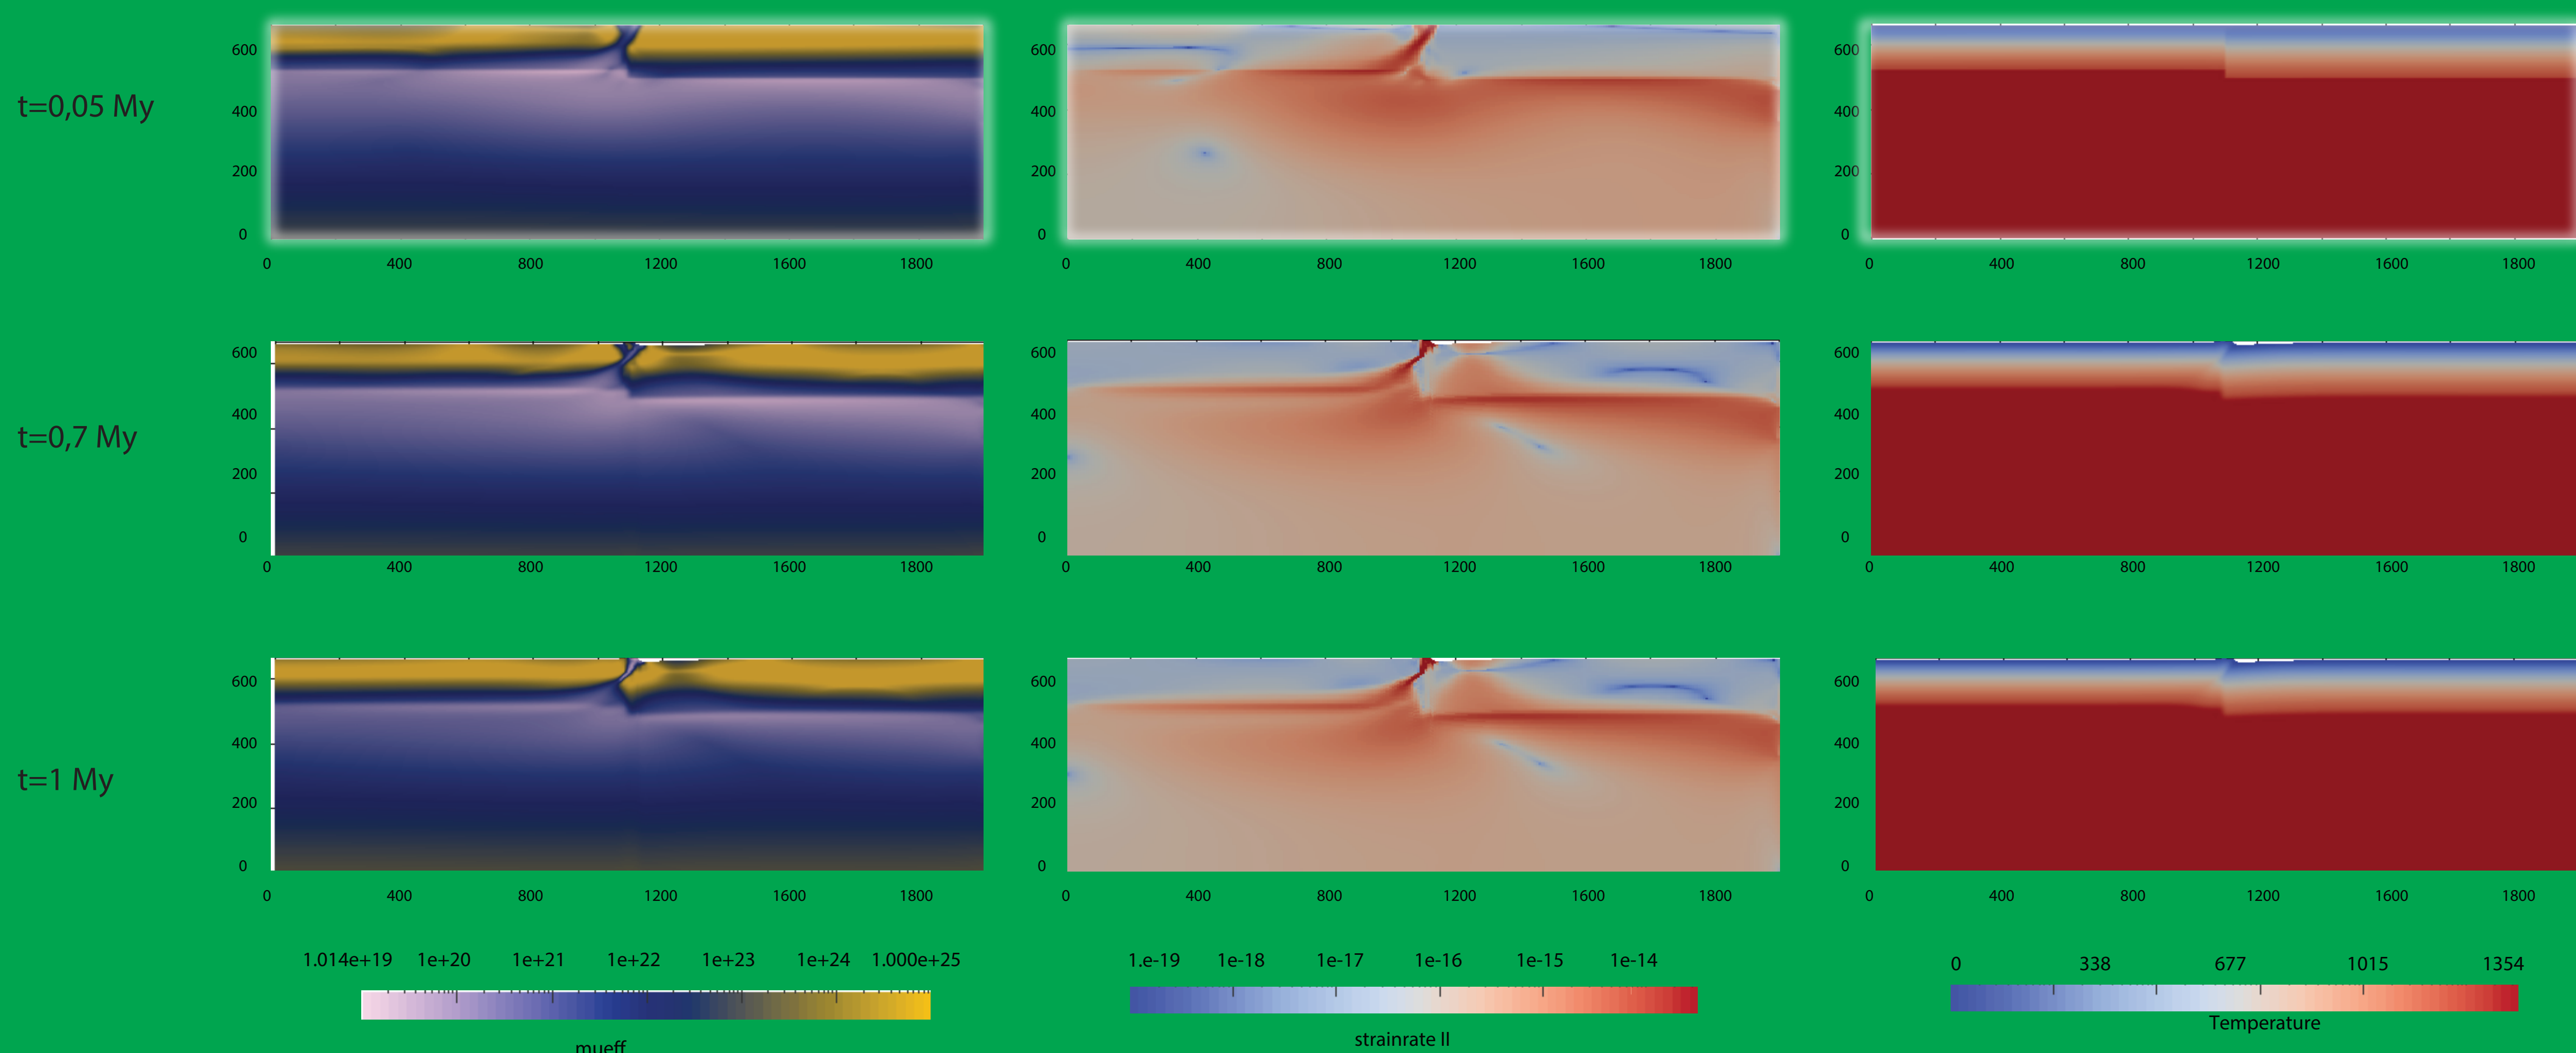 600 600 600
t=0,05 My 400 400 400
200 200 200
0 0 0
0 400 800 1200 1600 1800 0 400 800 1200 1600 1800 0 400 800 1200 1600 1800
600 600 600
400 400 400
t=0,7 My
200 200 200
0 0 0
0 400 800 1200 1600 1800 0 400 800 1200 1600 1800 0 400 800 1200 1600 1800
600 600 600
400 400 400
t=1 My
200 200 200
0 0 0
0 400 800 1200 1600 1800 0 400 800 1200 1600 1800 0 400 800 1200 1600 1800
1.014e+19 1e+20 1e+21 1e+22 1e+23 1e+24 1.000e+25
mueff
1.e-19 1e-18 1e-17 1e-16 1e-15 1e-14
strainrate II
0 338 677 1015 1354
Temperature